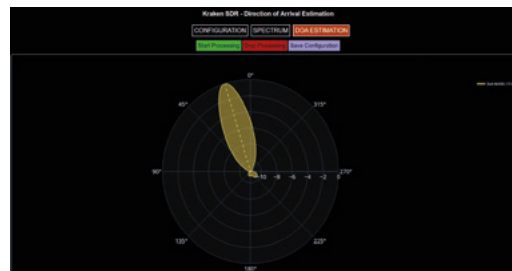 Kraken SDR - Direction of Arrival Estimation
CONFIGURATION SPECTRUM DOA ESTIMATION
Start Processing Stop Processing Save Configuration
0°
45° 315°
90° -10 -8 -6 -4 -2 270°
135° 225°
180°